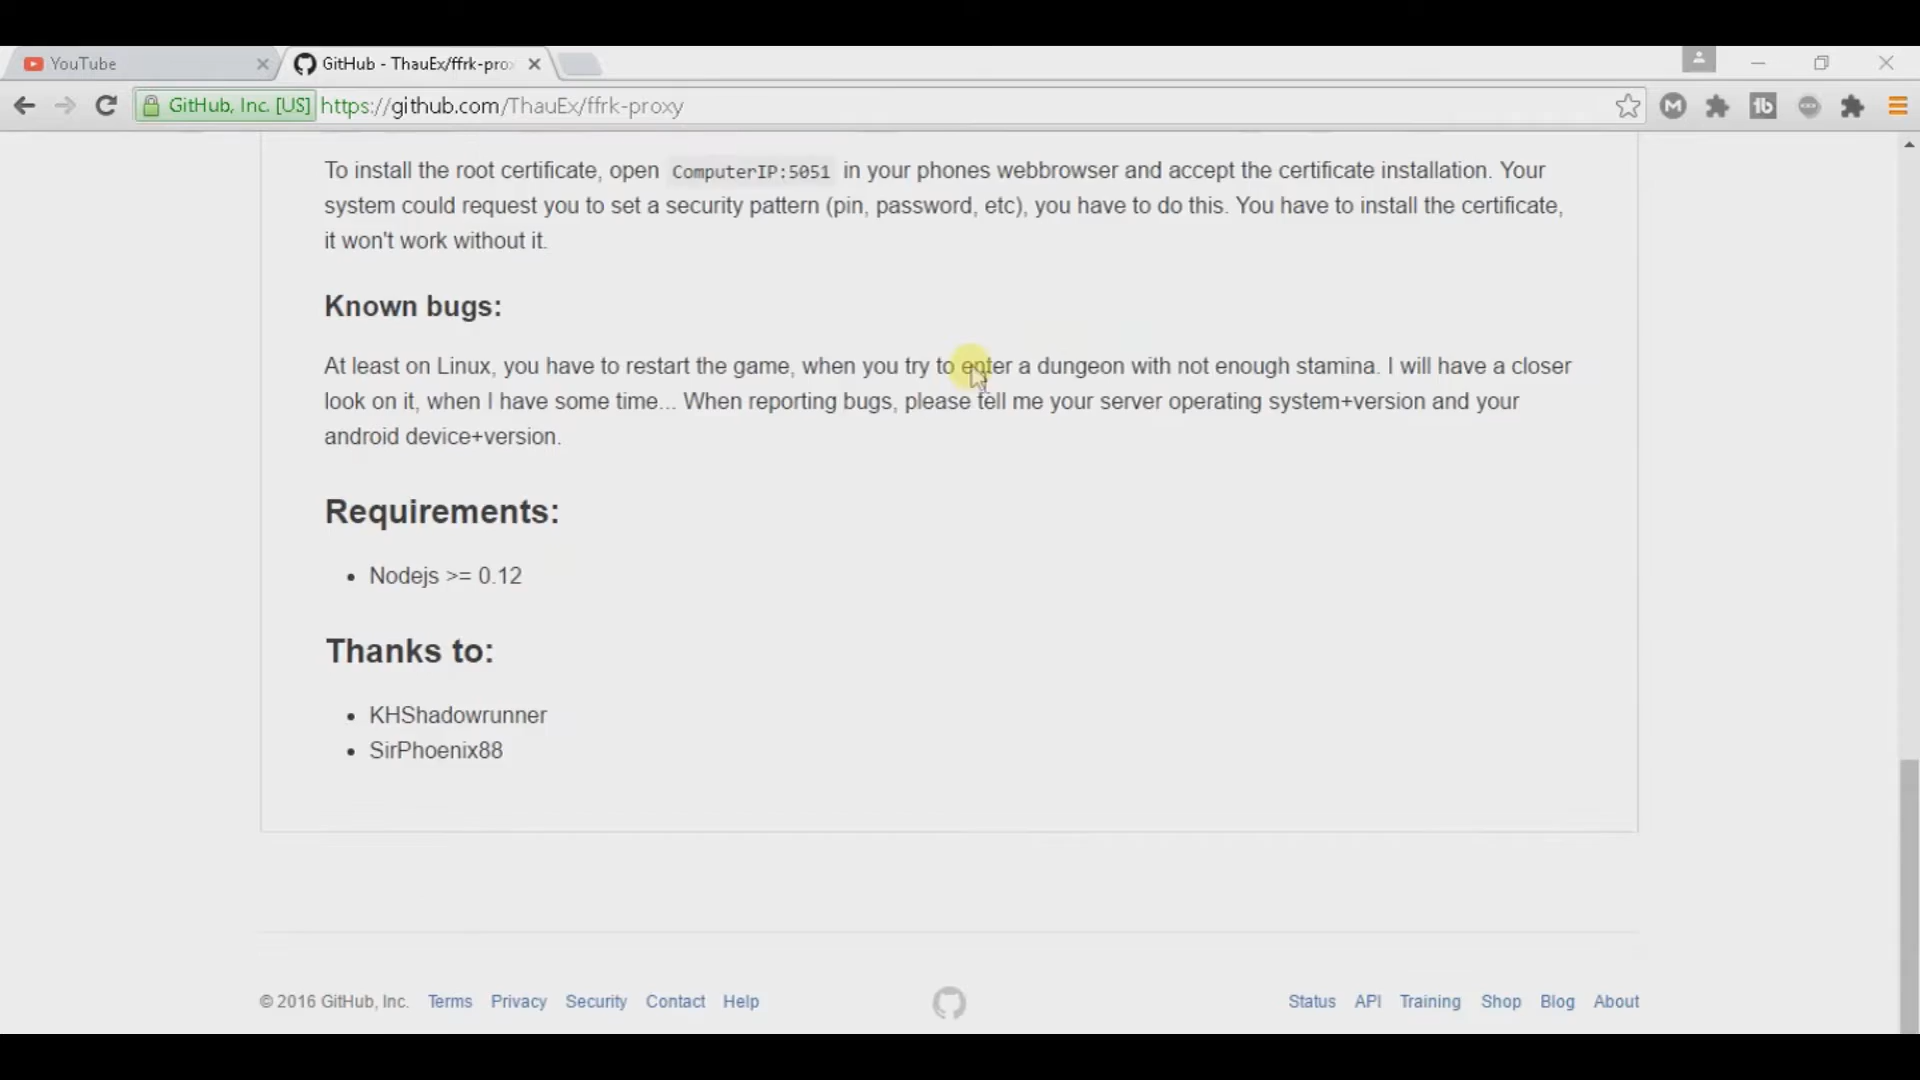 YouTube
GitHub - ThauEx/ffrk-pro
GitHub, Inc. [US] https://github.com/ThauEx/ffrk-proxy
To install the root certificate, open ComputerIP:5051 in your phones webbrowser and accept the certificate installation. Your
system could request you to set a security pattern (pin, password, etc), you have to do this. You have to install the certificate,
it won't work without it.
Known bugs:
At least on Linux, you have to restart the game, when you try to enter a dungeon with not enough stamina. I will have a closer
look on it, when I have some time... When reporting bugs, please tell me your server operating system+version and your
android device+version.
Requirements:
• Nodejs >= 0.12
Thanks to:
• KHShadowrunner
• SirPhoenix88
© 2016 GitHub, Inc. Terms Privacy Security Contact Help
Status API Training Shop Blog About